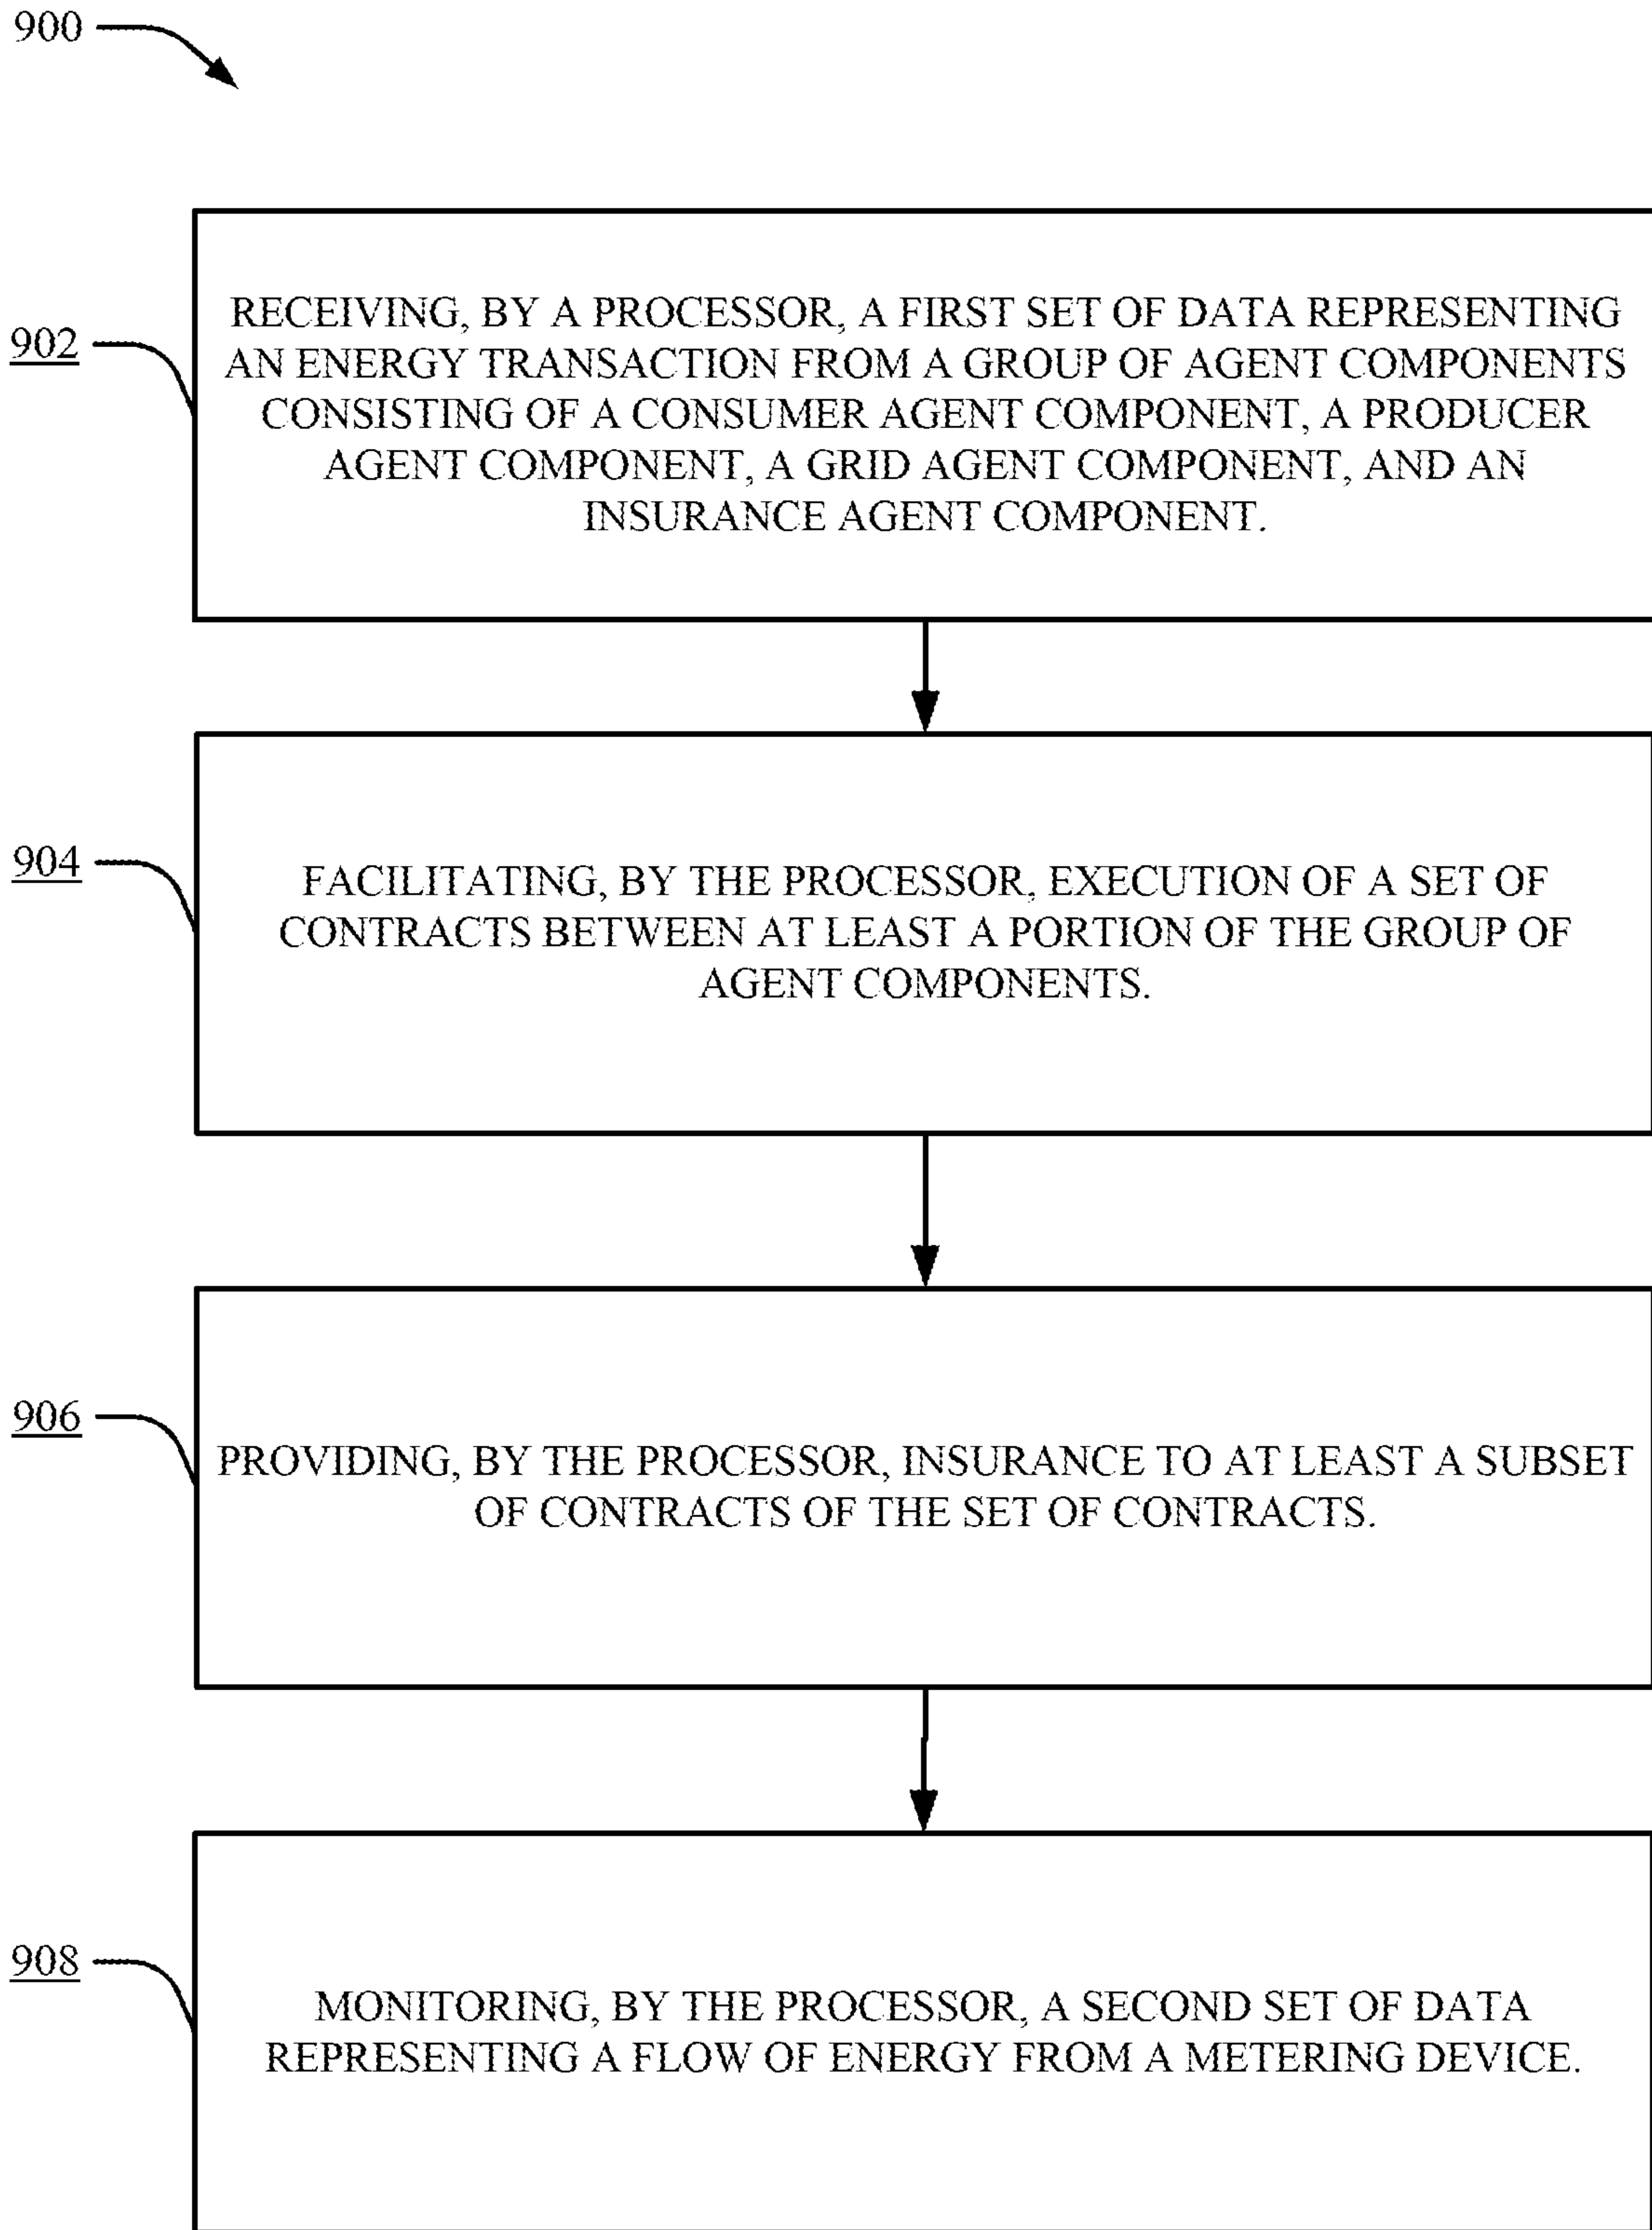 900
902
RECEIVING, BY A PROCESSOR, A FIRST SET OF DATA REPRESENTING
AN ENERGY TRANSACTION FROM A GROUP OF AGENT COMPONENTS
CONSISTING OF A CONSUMER AGENT COMPONENT, A PRODUCER
AGENT COMPONENT, A GRID AGENT COMPONENT, AND AN
INSURANCE AGENT COMPONENT.
904
FACILITATING, BY THE PROCESSOR, EXECUTION OF A SET OF
CONTRACTS BETWEEN AT LEAST A PORTION OF THE GROUP OF
AGENT COMPONENTS.
906
PROVIDING, BY THE PROCESSOR, INSURANCE TO AT LEAST A SUBSET
OF CONTRACTS OF THE SET OF CONTRACTS.
908
MONITORING, BY THE PROCESSOR, A SECOND SET OF DATA
REPRESENTING A FLOW OF ENERGY FROM A METERING DEVICE.